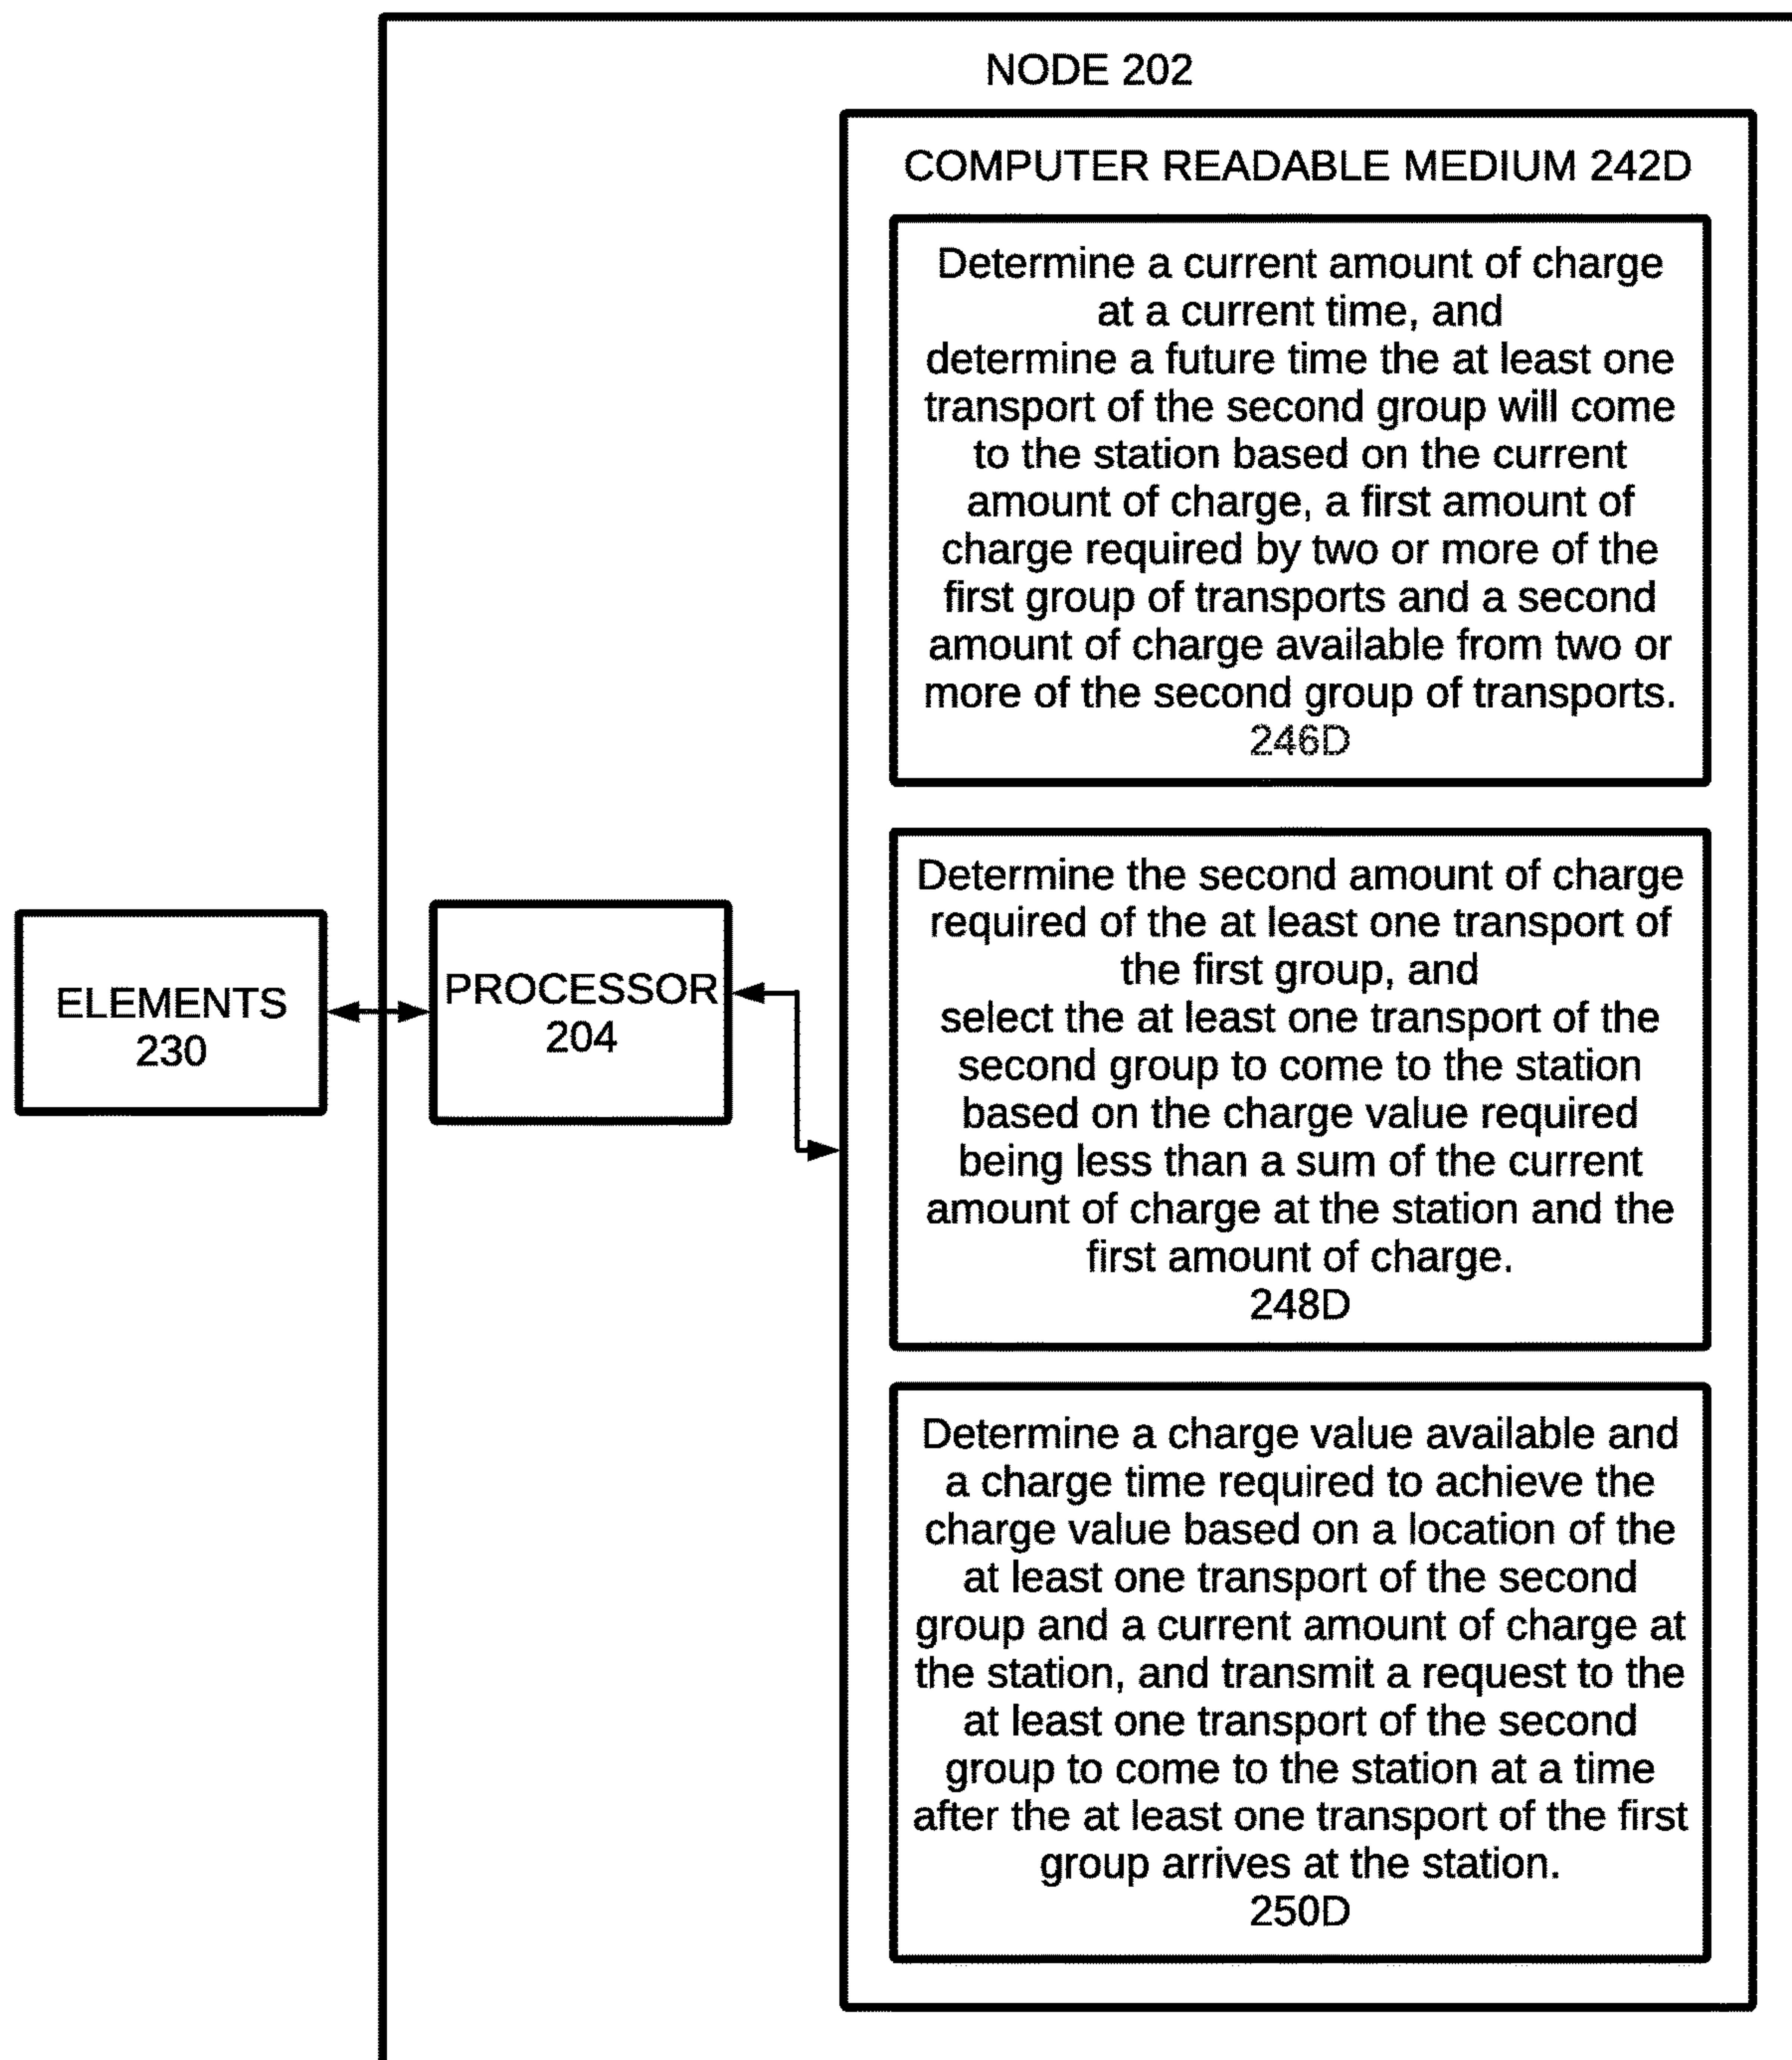 NODE 202
COMPUTER READABLE MEDIUM 242D
Determine a current amount of charge
at a current time, and
determine a future time the at least one
transport of the second group will come
to the station based on the current
amount of charge, a first amount of
charge required by two or more of the
first group of transports and a second
amount of charge available from two or
more of the second group of transports.
246D
ELEMENTS
230
PROCESSOR
204
Determine the second amount of charge
required of the at least one transport of
the first group, and
select the at least one transport of the
second group to come to the station
based on the charge value required
being less than a sum of the current
amount of charge at the station and the
first amount of charge.
248D
Determine a charge value available and
a charge time required to achieve the
charge value based on a location of the
at least one transport of the second
group and a current amount of charge at
the station, and transmit a request to the
at least one transport of the second
group to come to the station at a time
after the at least one transport of the first
group arrives at the station.
250D